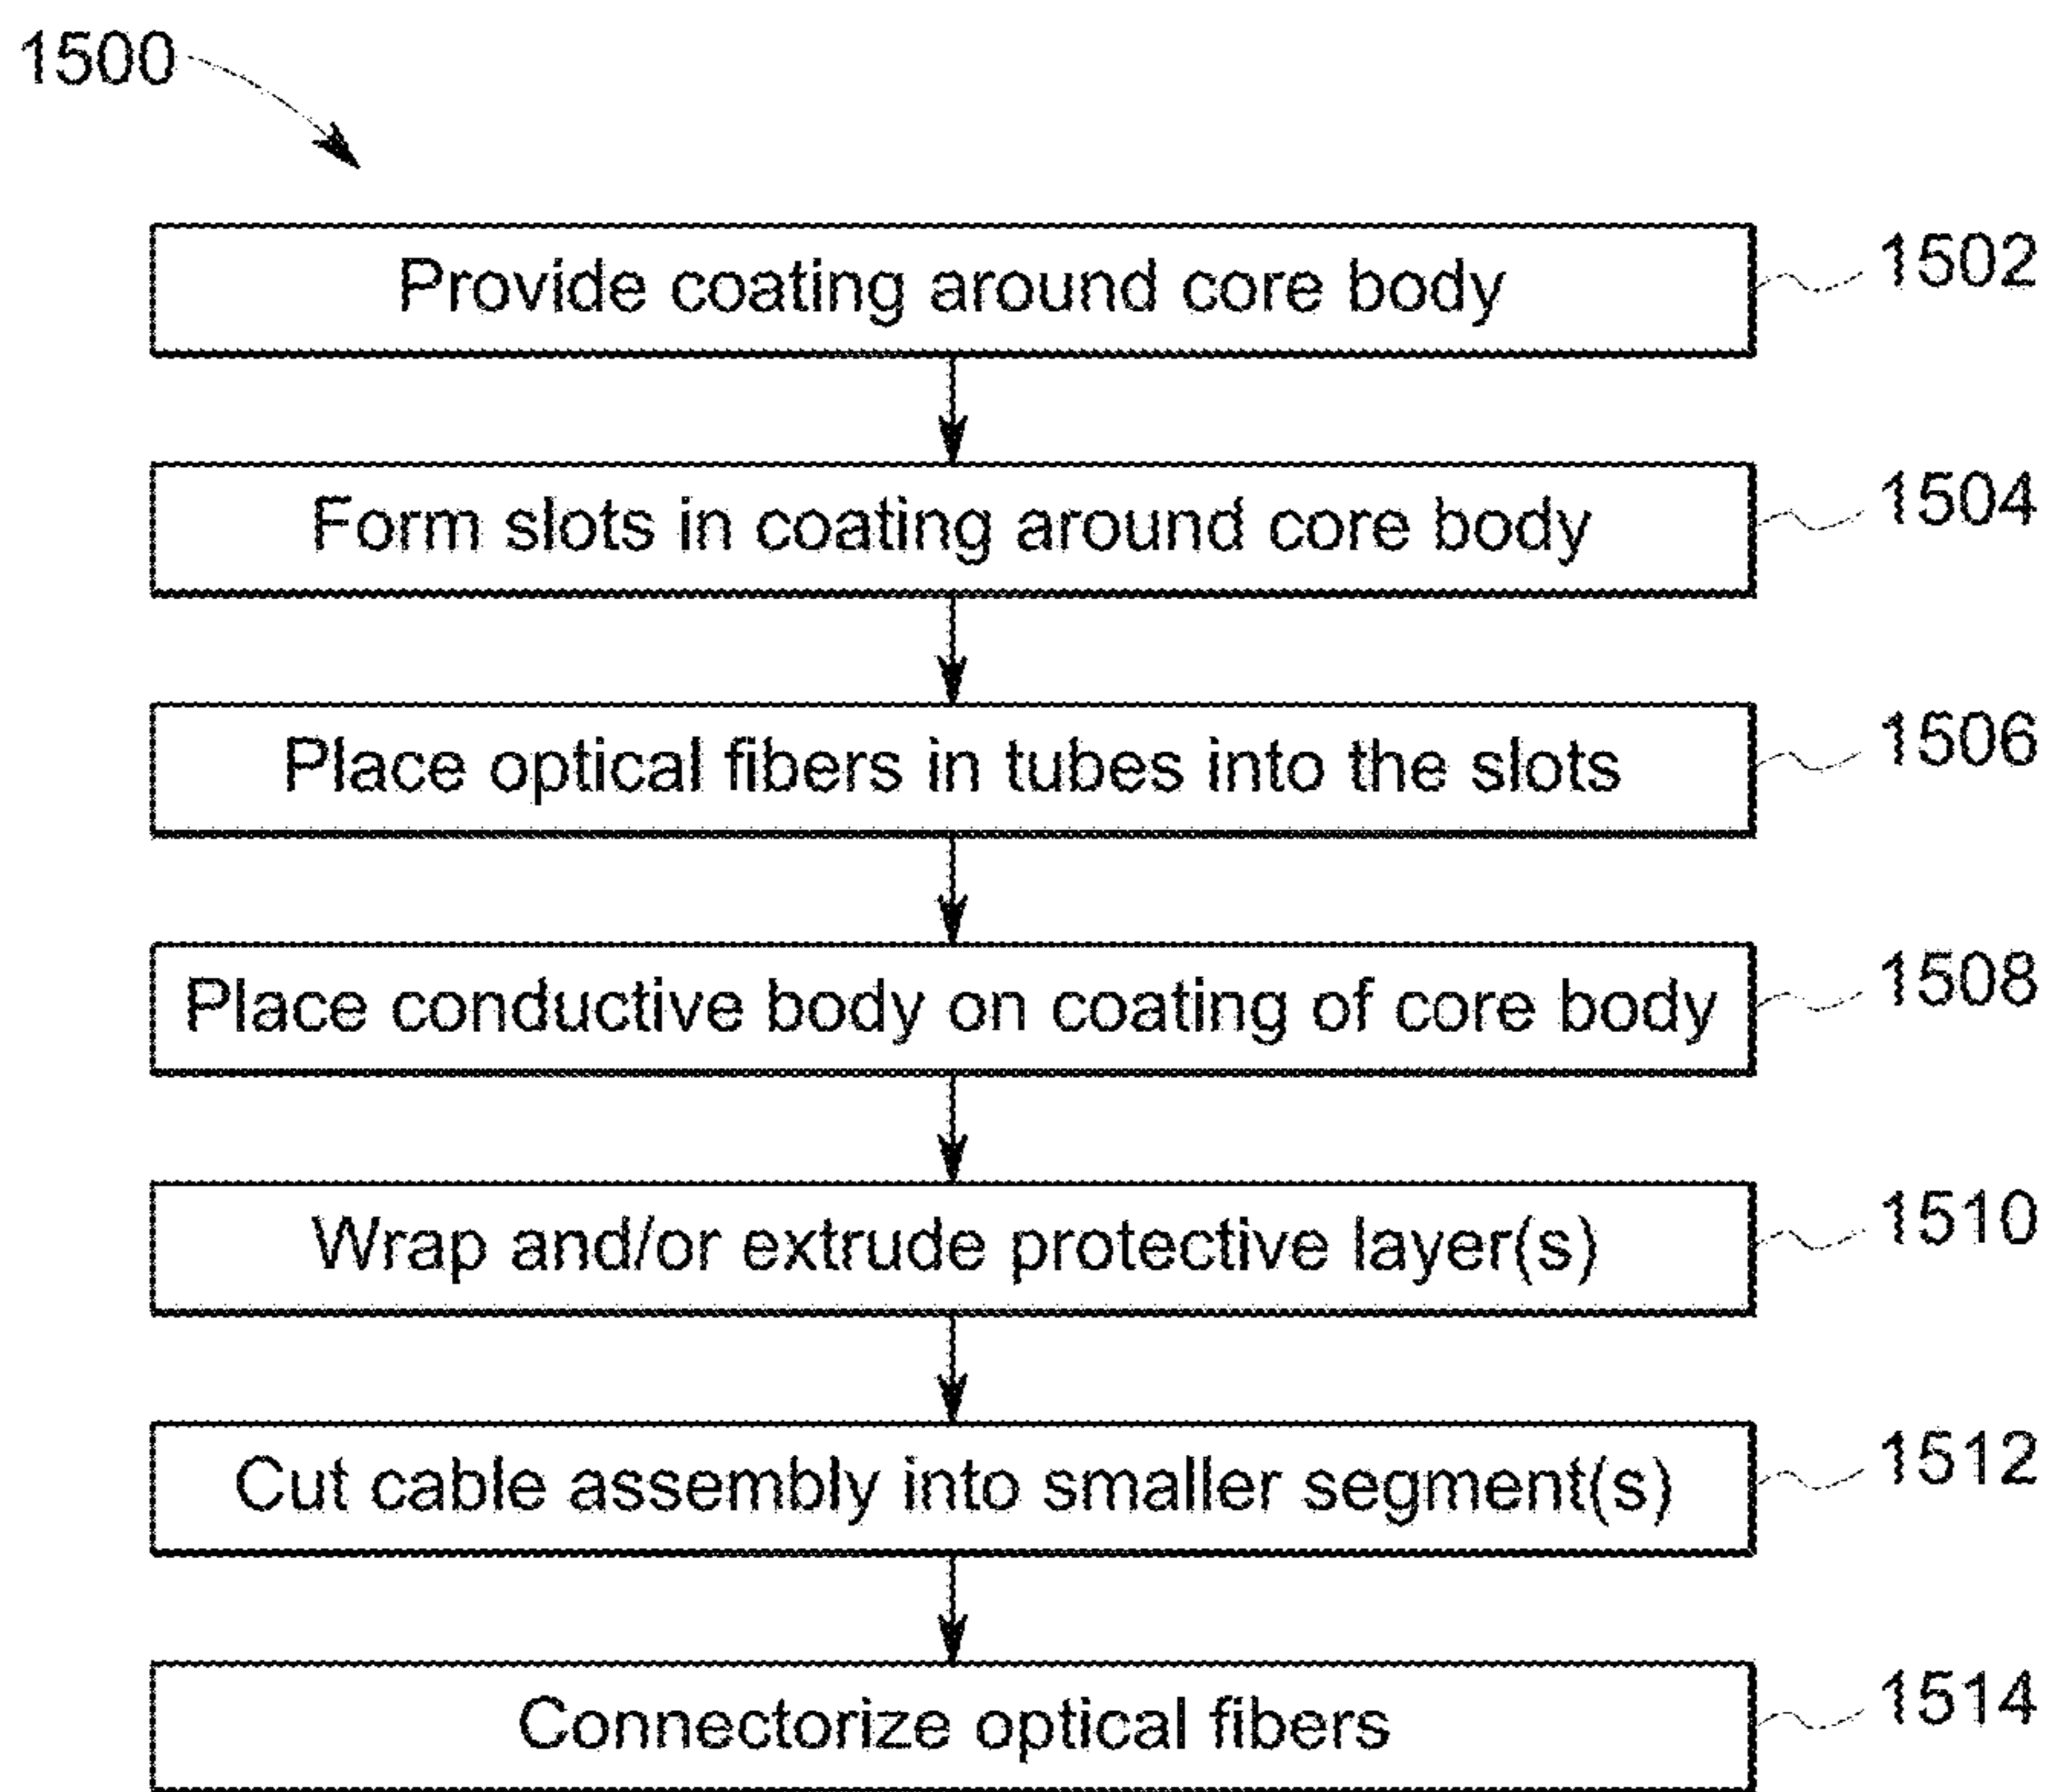 1500
Provide coating around core body 1502
Form slots in coating around core body 1504
Place optical fibers in tubes into the slots 1506
Place conductive body on coating of core body 1508
Wrap and/or extrude protective layer(s) 1510
Cut cable assembly into smaller segment(s) 1512
Connectorize optical fibers 1514